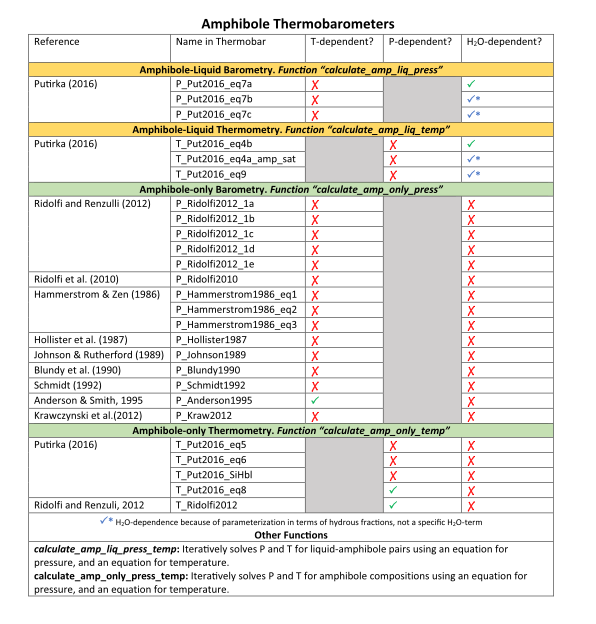 Amphibole Thermobarometers
Reference Name in Thermobar T-dependent? P-dependent? H₂O-dependent?
Amphibole-Liquid Barometry. Function “calculate_amp_liq_press”
Putirka (2016) P_Put2016_eq7a ✗ ✓
P_Put2016_eq7b ✗ ✓*
P_Put2016_eq7c ✗ ✓*
Amphibole-Liquid Thermometry. Function “calculate_amp_liq_temp”
Putirka (2016) T_Put2016_eq4b ✗ ✓
T_Put2016_eq4a_amp_sat ✗ ✓*
T_Put2016_eq9 ✗ ✓*
Amphibole-only Barometry. Function “calculate_amp_only_press”
Ridolfi and Renzulli (2012) P_Ridolfi2012_1a ✗ ✗
P_Ridolfi2012_1b ✗ ✗
P_Ridolfi2012_1c ✗ ✗
P_Ridolfi2012_1d ✗ ✗
P_Ridolfi2012_1e ✗ ✗
Ridolfi et al. (2010) P_Ridolfi2010 ✗ ✗
Hammerstrom & Zen (1986) P_Hammerstrom1986_eq1 ✗ ✗
P_Hammerstrom1986_eq2 ✗ ✗
P_Hammerstrom1986_eq3 ✗ ✗
Hollister et al. (1987) P_Hollister1987 ✗ ✗
Johnson & Rutherford (1989) P_Johnson1989 ✗ ✗
Blundy et al. (1990) P_Blundy1990 ✗ ✗
Schmidt (1992) P_Schmidt1992 ✗ ✗
Anderson & Smith, 1995 P_Anderson1995 ✓ ✗
Krawczynski et al.(2012) P_Kraw2012 ✗ ✗
Amphibole-only Thermometry. Function “calculate_amp_only_temp”
Putirka (2016) T_Put2016_eq5 ✗ ✗
T_Put2016_eq6 ✗ ✗
T_Put2016_SiHbl ✗ ✗
T_Put2016_eq8 ✓ ✗
Ridolfi and Renzuli, 2012 T_Ridolfi2012 ✓ ✗
✓* H₂O-dependence because of parameterization in terms of hydrous fractions, not a specific H₂O-term
Other Functions
calculate_amp_liq_press_temp: Iteratively solves P and T for liquid-amphibole pairs using an equation for
pressure, and an equation for temperature.
calculate_amp_only_press_temp: Iteratively solves P and T for amphibole compositions using an equation for
pressure, and an equation for temperature.